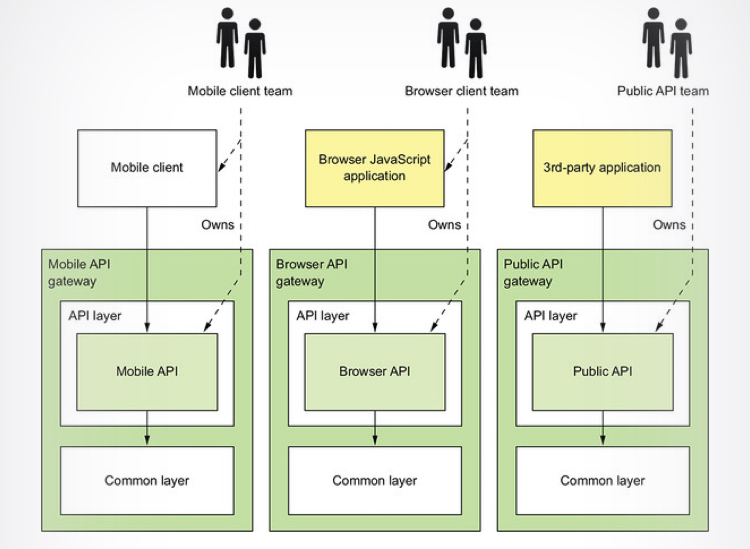 Mobile client team
Browser client team
Public API team
Mobile client
Browser JavaScript
application
3rd-party application
Owns
Owns
Owns
Mobile API
gateway
Browser API
gateway
Public API
gateway
API layer
API layer
API layer
Mobile API
Browser API
Public API
Common layer
Common layer
Common layer